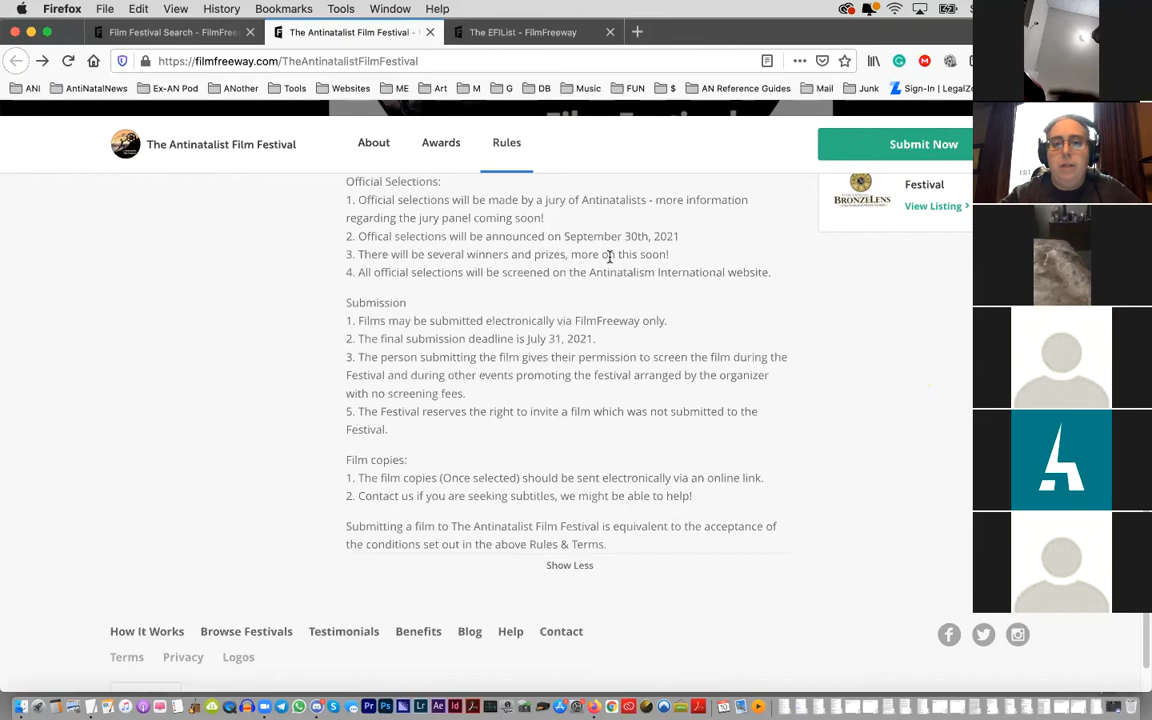 Firefox File Edit View History Bookmarks Tools Window Help
Film Festival Search - FilmFree
The Antinatalist Film Festival -
The EFIList - FilmFreeway
https://filmfreeway.com/TheAntinatalistFilmFestival
ANI AntiNatalNews Ex-AN Pod ANother Tools Websites ME Art M G DB Music FUN $ AN Reference Guides Mail Junk Sign-In | LegalZo
The Antinatalist Film Festival About Awards Rules Submit Now
Official Selections:
1. Official selections will be made by a jury of Antinatalists - more information
regarding the jury panel coming soon!
2. Offical selections will be announced on September 30th, 2021
3. There will be several winners and prizes, more on this soon!
4. All official selections will be screened on the Antinatalism International website.
Submission
1. Films may be submitted electronically via FilmFreeway only.
2. The final submission deadline is July 31, 2021.
3. The person submitting the film gives their permission to screen the film during the
Festival and during other events promoting the festival arranged by the organizer
with no screening fees.
5. The Festival reserves the right to invite a film which was not submitted to the
Festival.
Film copies:
1. The film copies (Once selected) should be sent electronically via an online link.
2. Contact us if you are seeking subtitles, we might be able to help!
Submitting a film to The Antinatalist Film Festival is equivalent to the acceptance of
the conditions set out in the above Rules & Terms.
Show Less
BRONZELENS
Festival
View Listing >
How It Works Browse Festivals Testimonials Benefits Blog Help Contact
Terms Privacy Logos